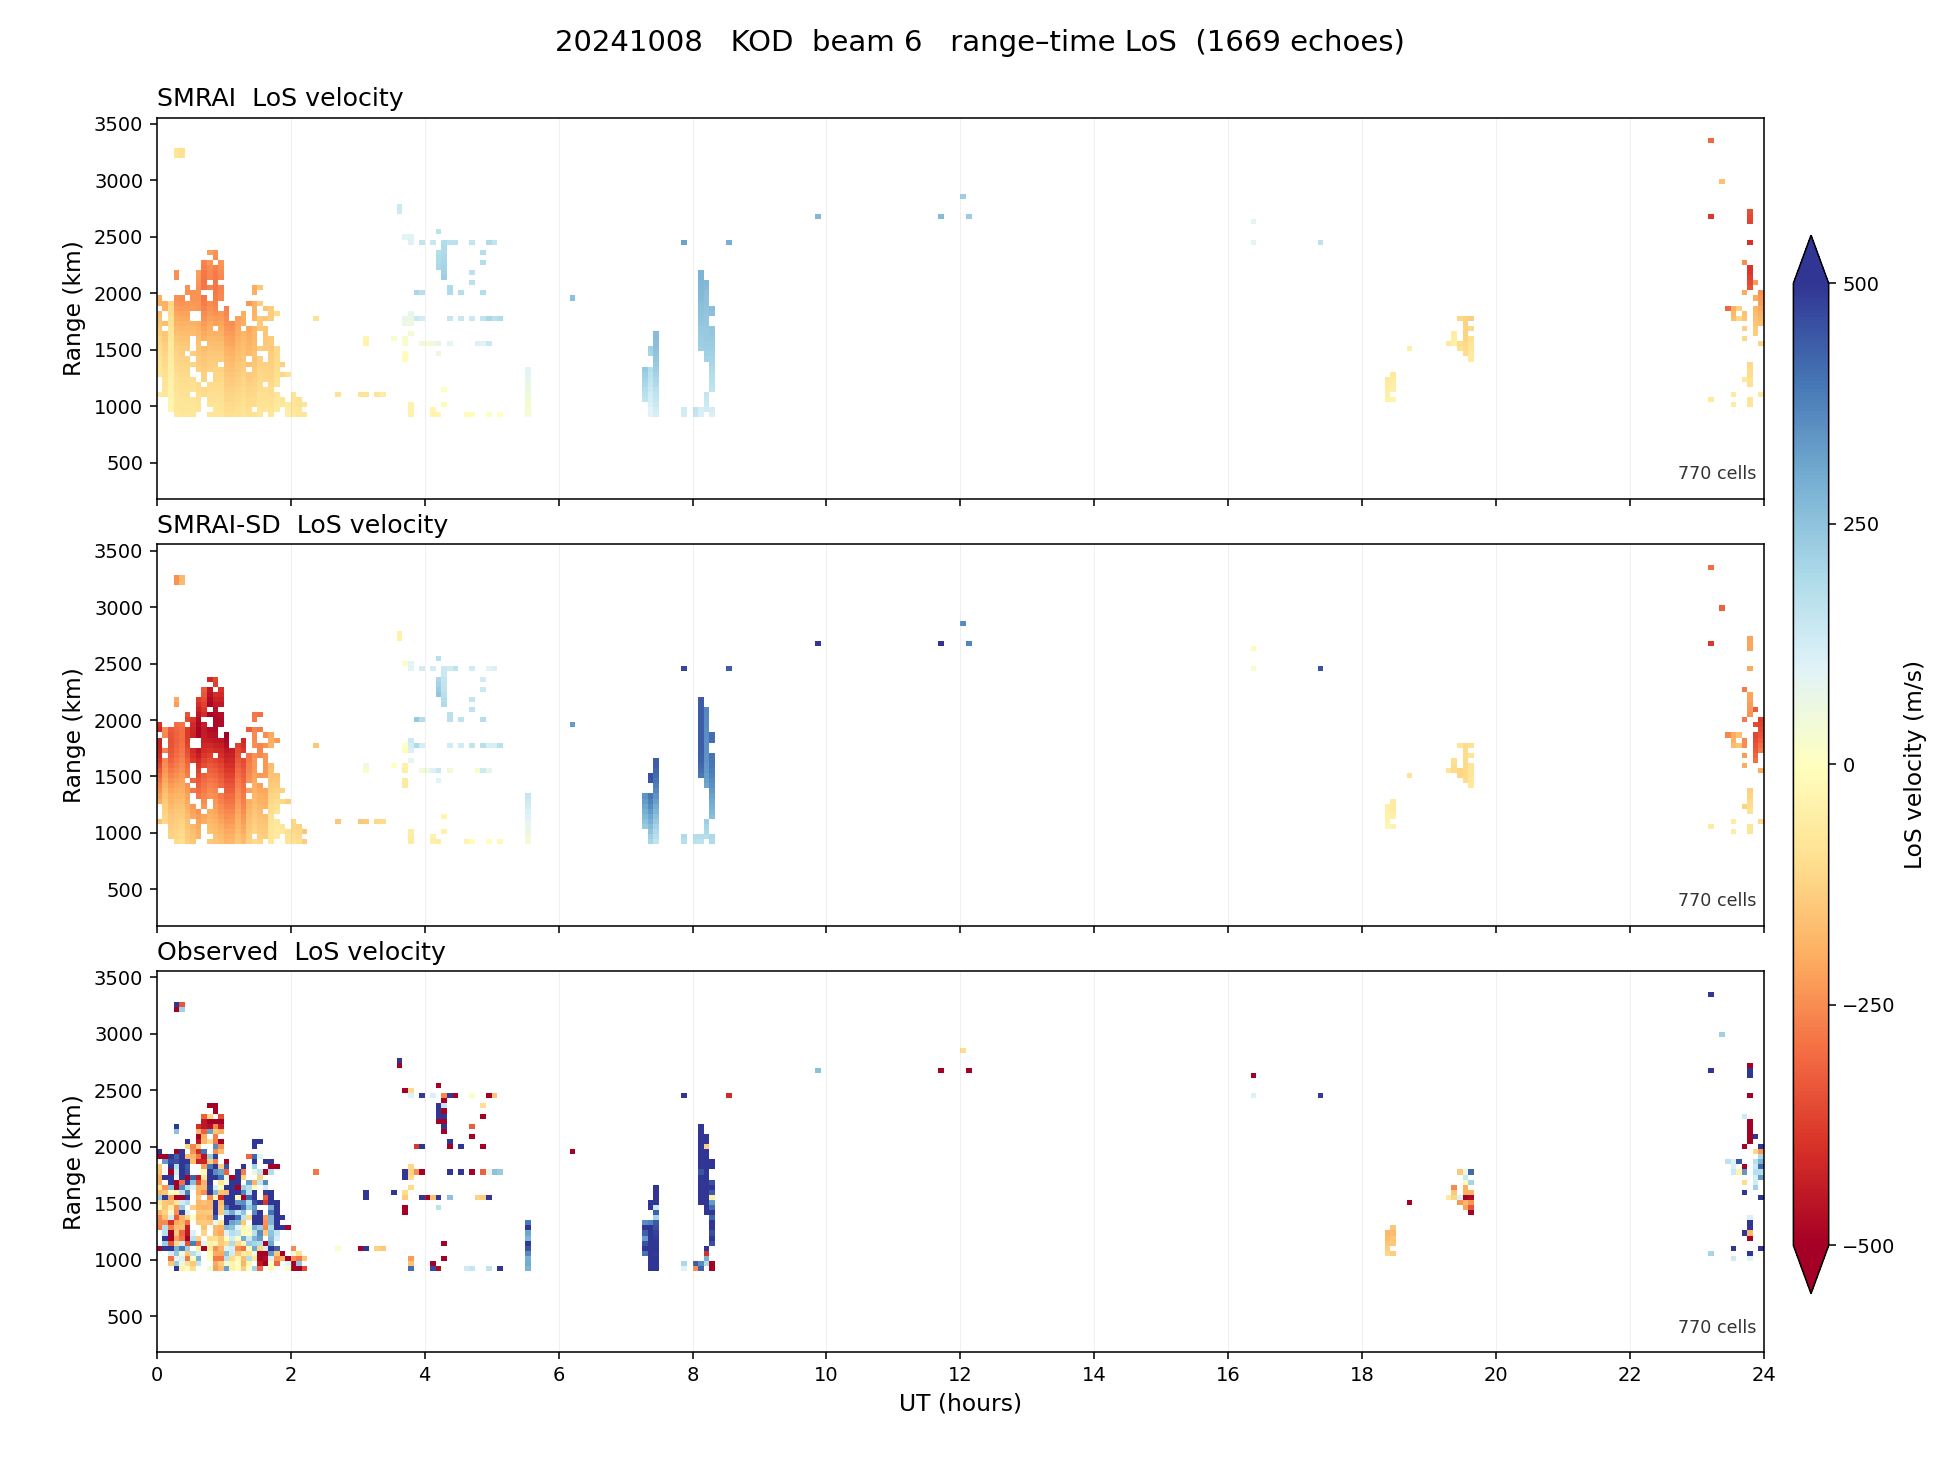 20241008 KOD beam 6 range–time LoS (1669 echoes)
SMRAI LoS velocity
3500
3000
2500
2000
1500
1000
500
Range (km)
770 cells
SMRAI-SD LoS velocity
3500
3000
2500
2000
1500
1000
500
Range (km)
770 cells
Observed LoS velocity
3500
3000
2500
2000
1500
1000
500
Range (km)
770 cells
0 2 4 6 8 10 12 14 16 18 20 22 24
UT (hours)
500
250
0
−250
−500
LoS velocity (m/s)